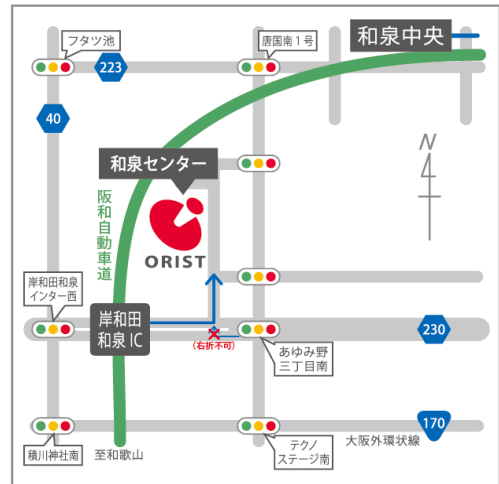 フタツ池
223
唐国南1号
和泉中央
40
和泉センター
N
阪和自動車道
ORIST
岸和田和泉
インター西
岸和田
和泉IC
(右折不可)
あゆみ野
三丁目南
230
積川神社南
至和歌山
テクノ
ステージ南
大阪外環状線
170